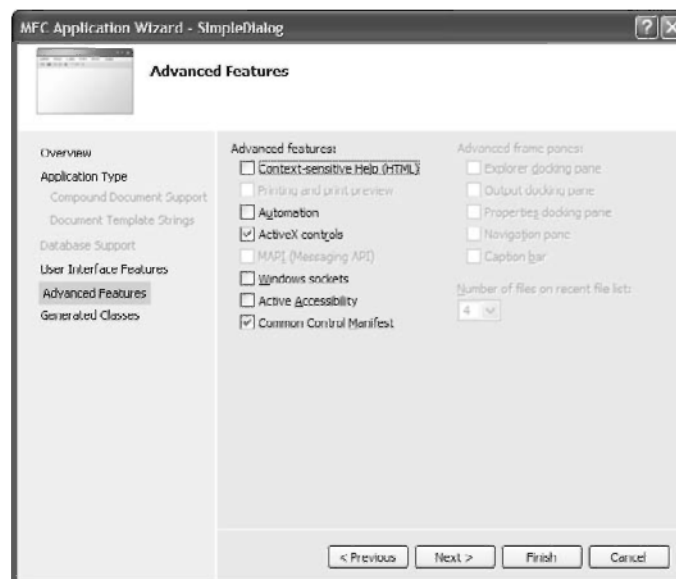 MFC Application Wizard - SimpleDialog
Advanced Features
Overview
Application Type
Compound Document Support
Document Template Strings
Database Support
User Interface Features
Advanced Features
Generated Classes
Advanced features:
Context-sensitive Help (HTML)
Printing and print preview
Automation
ActiveX controls
MAPI (Messaging API)
Windows sockets
Active Accessibility
Common Control Manifest
Advanced frame panes:
Explorer docking pane
Output docking pane
Properties docking pane
Navigation pane
Caption bar
Number of files on recent file list:
4
< Previous
Next >
Finish
Cancel